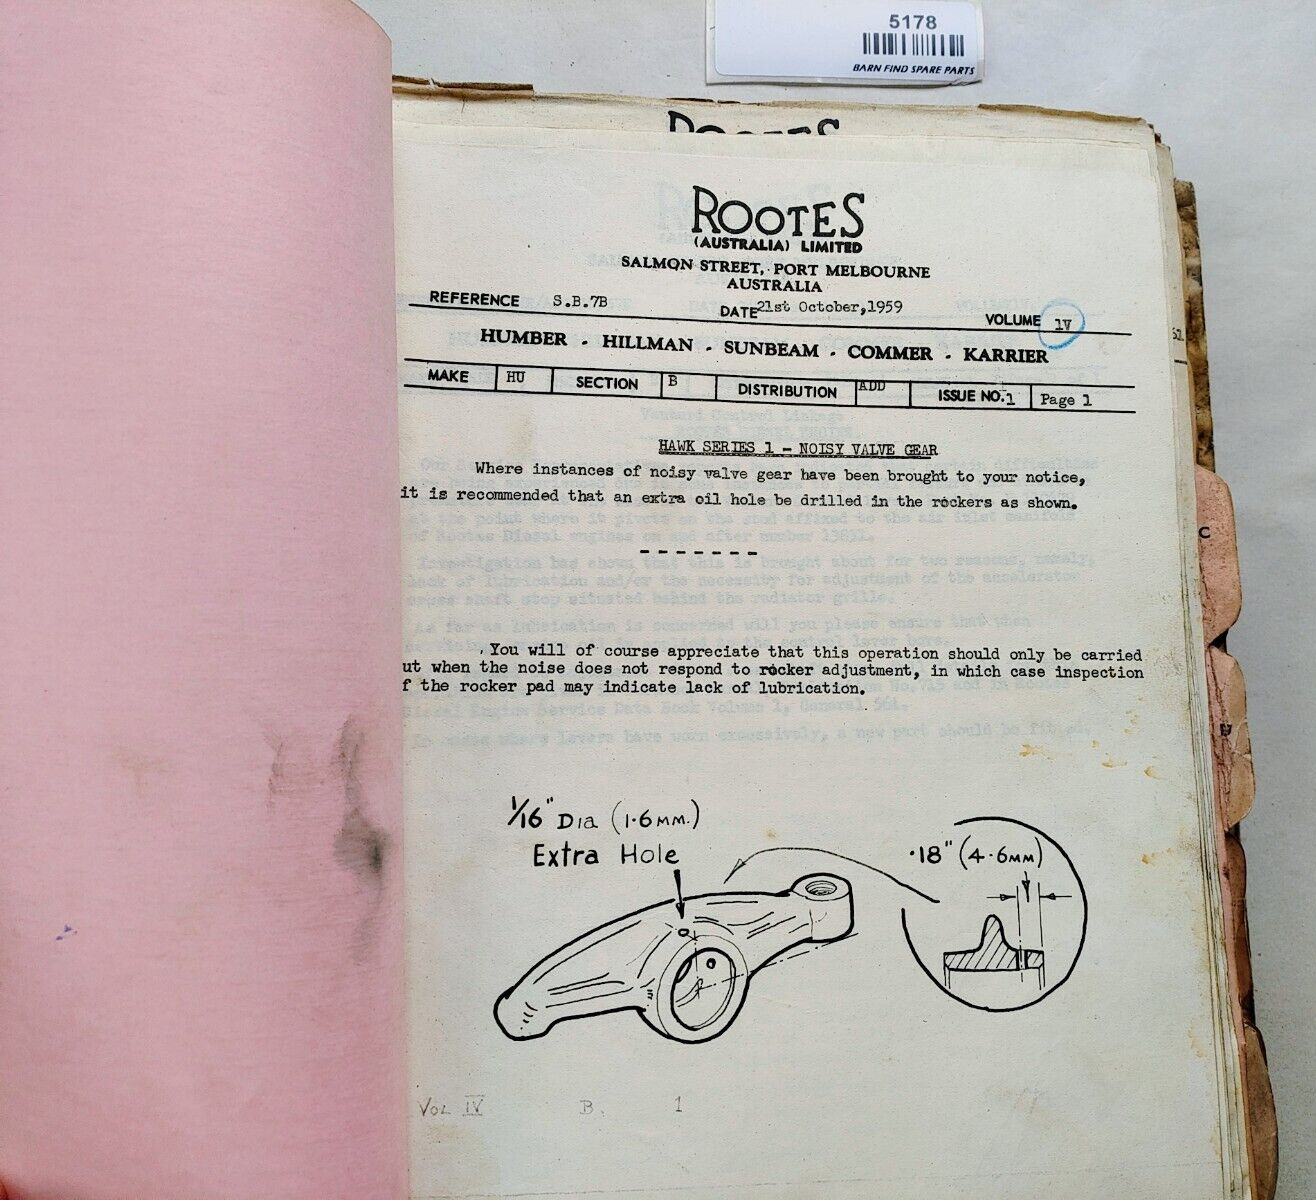 5178
BARN FIND SPARE PARTS
ROOTES
ROOTES
(AUSTRALIA) LIMITED
SALMON STREET, PORT MELBOURNE
AUSTRALIA
REFERENCE S.B.7B DATE 21st October,1959 VOLUME 1V
HUMBER - HILLMAN - SUNBEAM - COMMER - KARRIER
MAKE HU SECTION B DISTRIBUTION ADD ISSUE NO. 1 Page 1
HAWK SERIES 1 - NOISY VALVE GEAR
Where instances of noisy valve gear have been brought to your notice,
it is recommended that an extra oil hole be drilled in the rockers as shown.
-------
You will of course appreciate that this operation should only be carried
ut when the noise does not respond to rocker adjustment, in which case inspection
f the rocker pad may indicate lack of lubrication.
1/16" Dia (1·6 MM.)
Extra Hole
·18" (4·6MM)
VOL IV B. 1
C